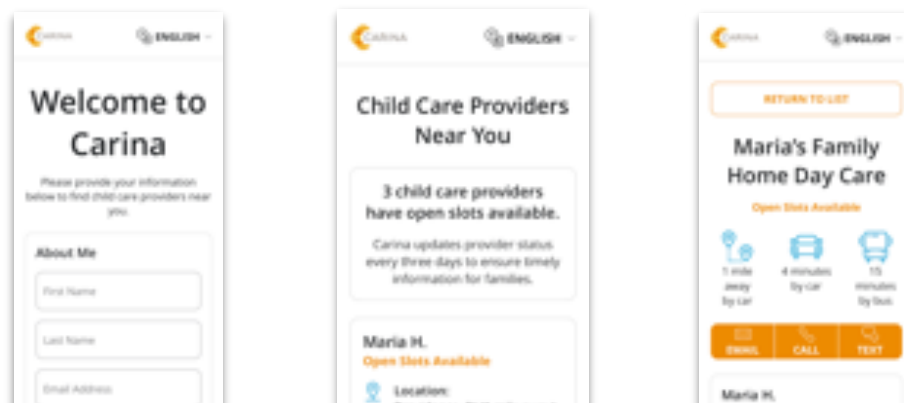 CARINA
ENGLISH
Welcome to
Carina
Please provide your information
below to find child care providers near
you.
About Me
First Name
Last Name
Email Address
CARINA
ENGLISH
Child Care Providers
Near You
3 child care providers
have open slots available.
Carina updates provider status
every three days to ensure timely
information for families.
Maria H.
Open Slots Available
Location:
CARINA
ENGLISH
RETURN TO LIST
Maria's Family
Home Day Care
Open Slots Available
1 mile
away
by car
4 minutes
by car
15
minutes
by bus
EMAIL
CALL
TEXT
Maria H.